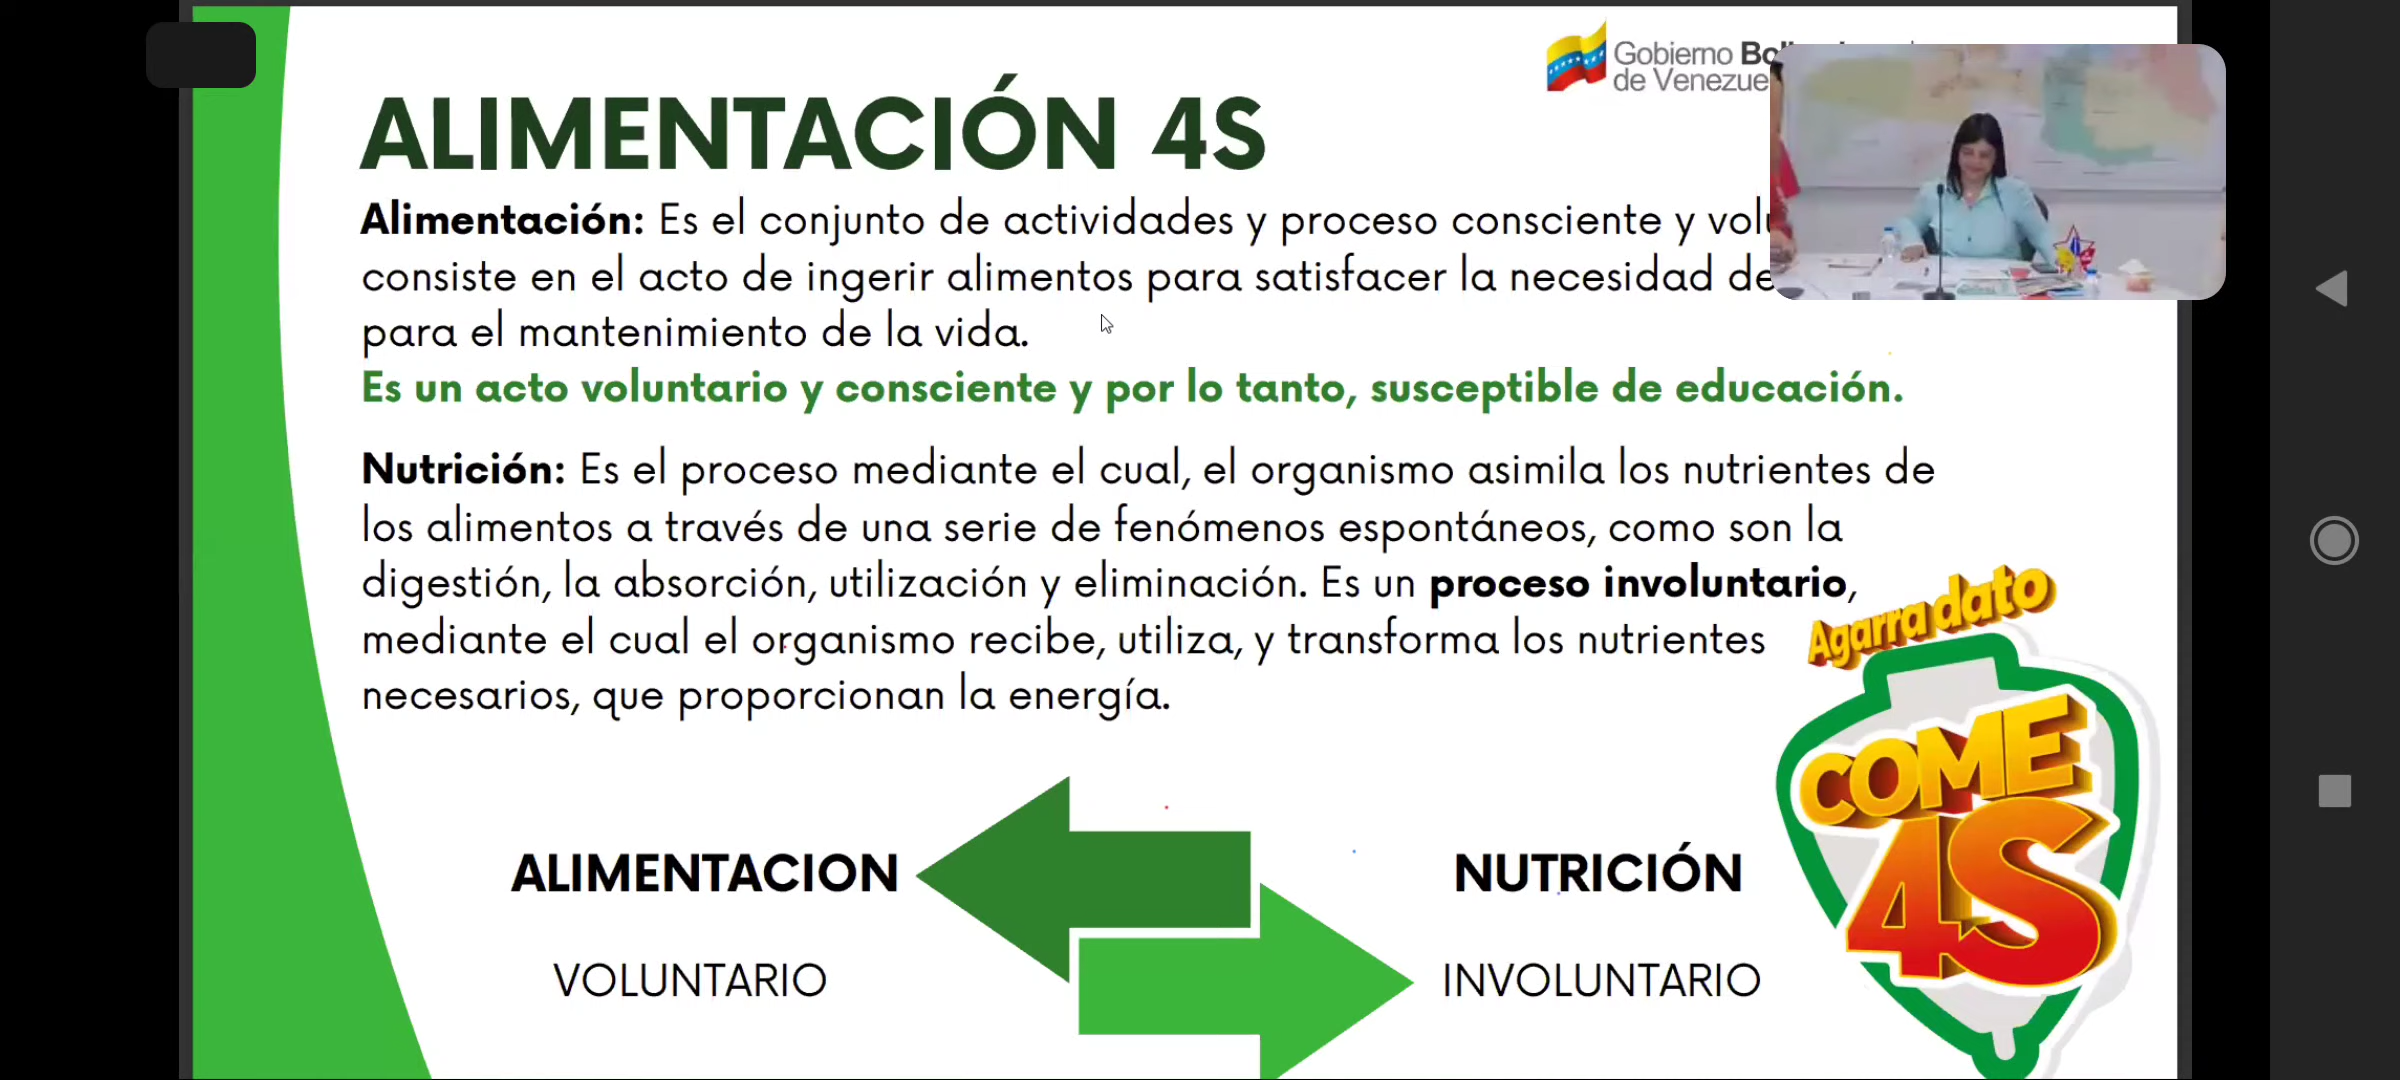 Gobierno
de
ALIMENTACIÓN 4S
Alimentación: Es el conjunto de actividades y proceso consciente y
consiste en el acto de ingerir alimentos para satisfacer la necesidad de
para el mantenimiento de la vida.
Es un acto voluntario y consciente y por lo tanto, susceptible de educación.
Nutrición: Es el proceso mediante el cual, el organismo asimila los nutrientes de
los alimentos a través de una serie de fenómenos espontáneos, como son la
digestión, la absorción, utilización y eliminación. Es un proceso involuntario,
mediante el cual el organismo recibe, utiliza, y transforma los nutrientes
necesarios, que proporcionan la energía.
Agarra dato
COME
4S
ALIMENTACION
NUTRICIÓN
VOLUNTARIO
INVOLUNTARIO